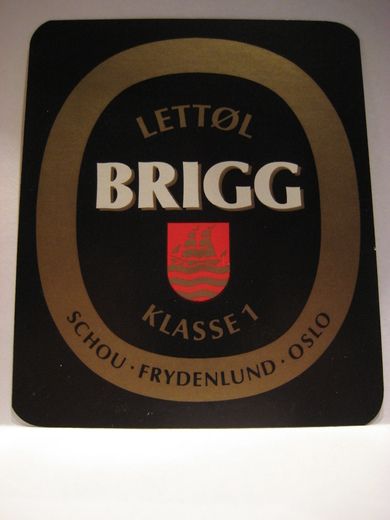 LETTØL
BRIGG
KLASSE 1
SCHOU · FRYDENLUND · OSLO